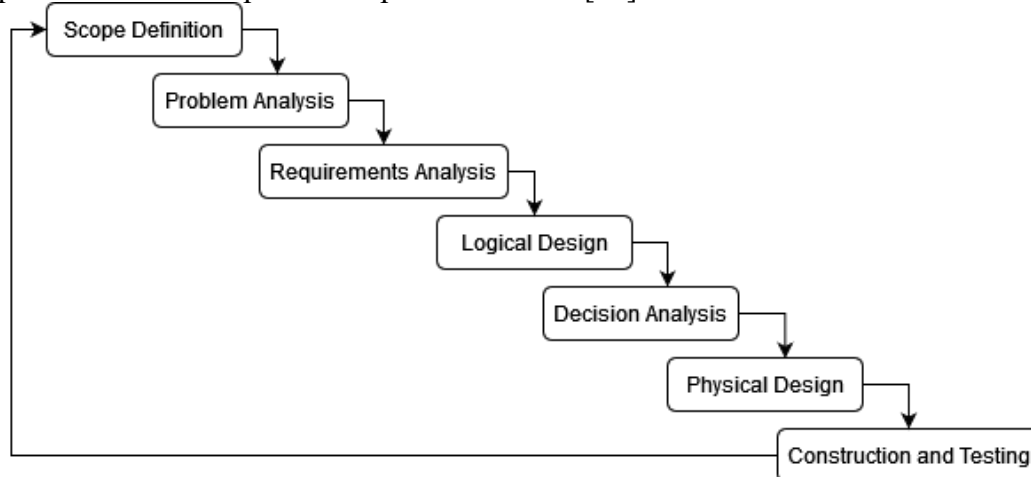 Scope Definition
Problem Analysis
Requirements Analysis
Logical Design
Decision Analysis
Physical Design
Construction and Testing